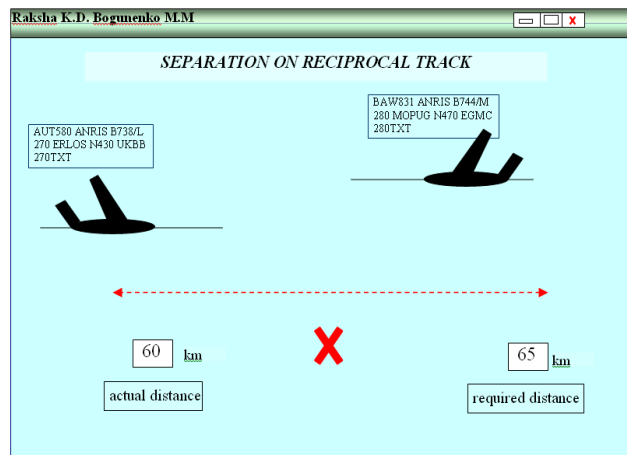 Raksha K.D. Bogunenko M.M
SEPARATION ON RECIPROCAL TRACK
BAW831 ANRIS B744/M
280 MOPUG N470 EGMC
280TXT
AUT580 ANRIS B738/L
270 ERLOS N430 UKBB
270TXT
60 km
65 km
actual distance
required distance